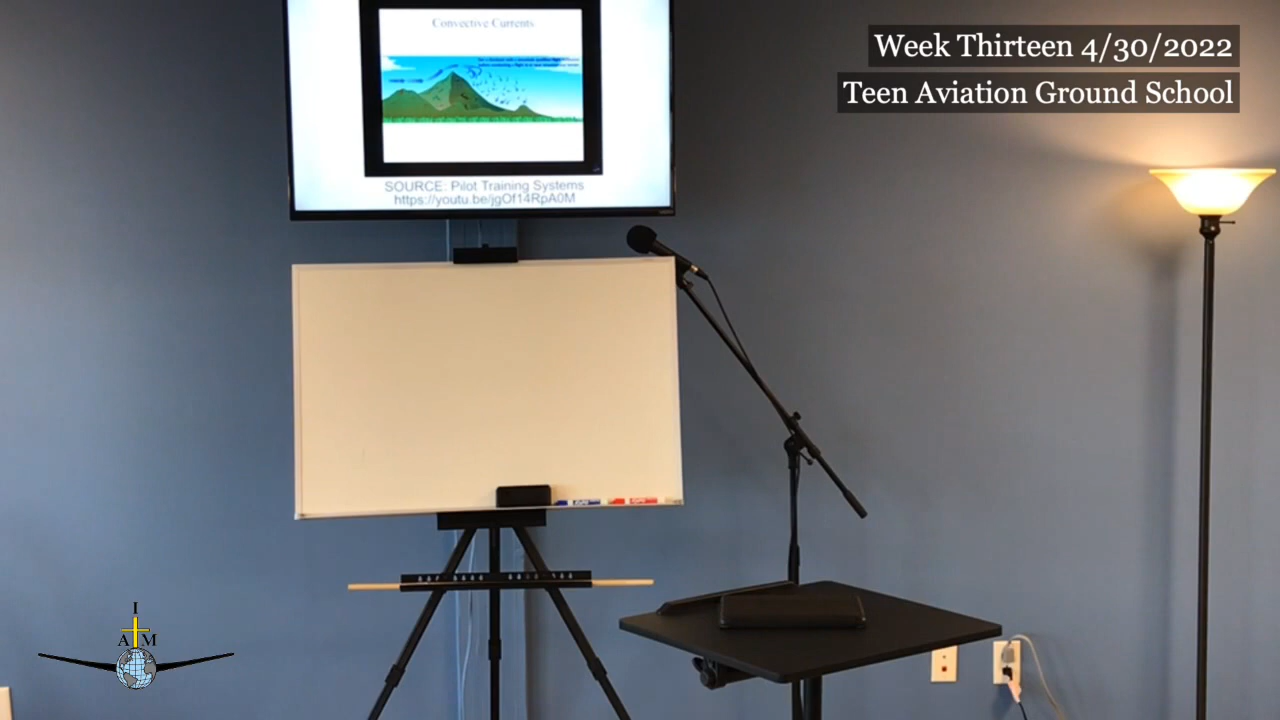 Convective Currents
SOURCE: Pilot Training Systems
https://youtu.be/jgOf14RpA0M
Week Thirteen 4/30/2022
Teen Aviation Ground School
I
A M